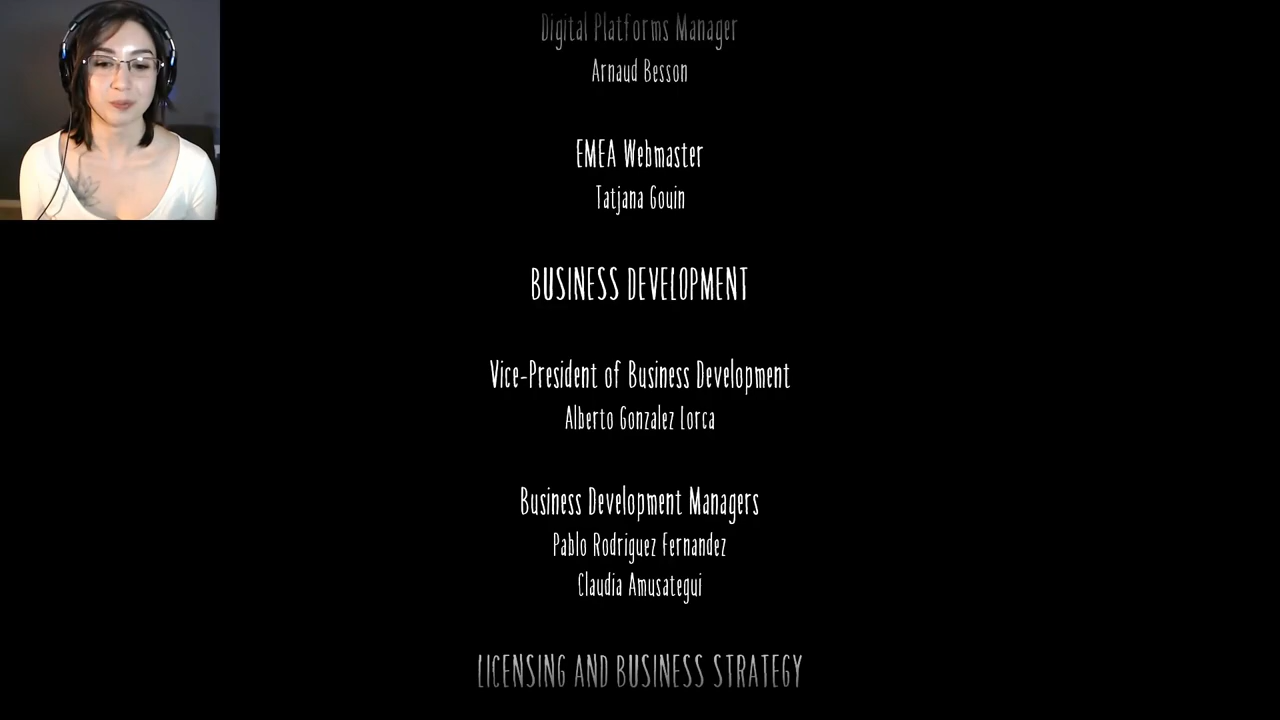 Digital Platforms Manager
Arnaud Besson
EMEA Webmaster
Tatjana Gouin
BUSINESS DEVELOPMENT
Vice-President of Business Development
Alberto Gonzalez Lorca
Business Development Managers
Pablo Rodriguez Fernandez
Claudia Amusategui
LICENSING AND BUSINESS STRATEGY